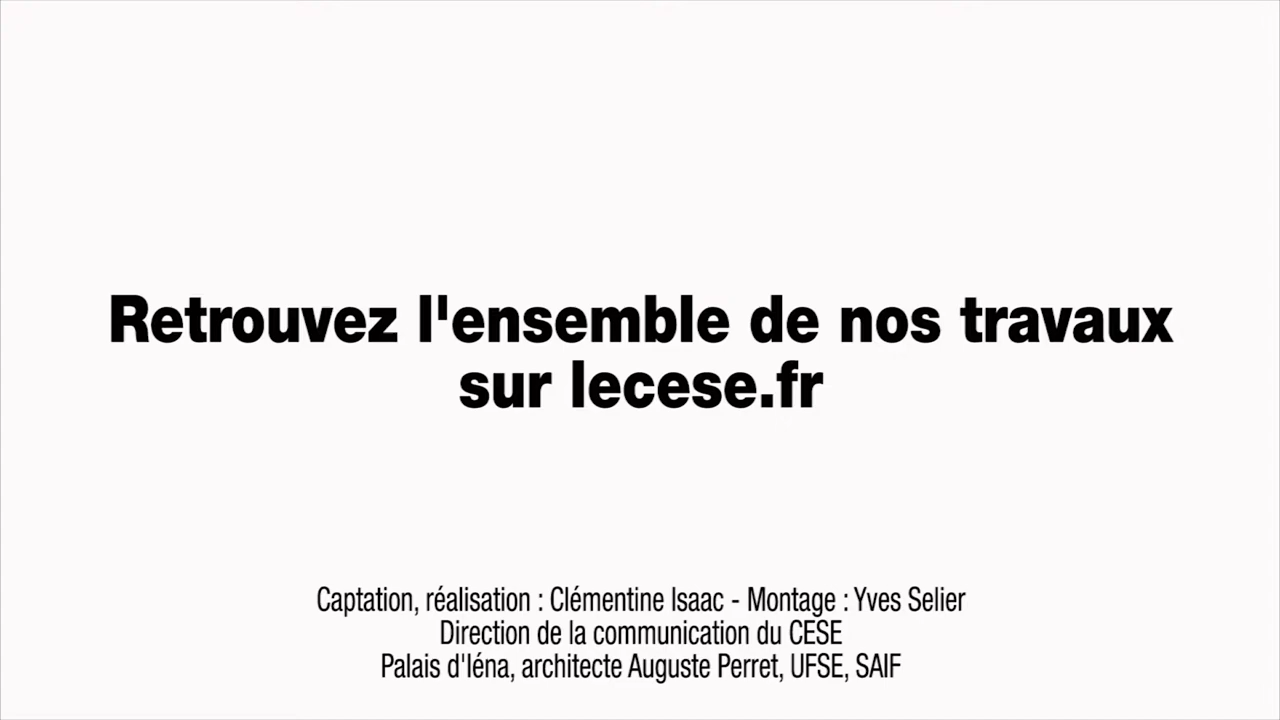 Retrouvez l'ensemble de nos travaux
sur lecese.fr
Captation, réalisation : Clémentine Isaac - Montage : Yves Selier
Direction de la communication du CESE
Palais d'Iéna, architecte Auguste Perret, UFSE, SAIF